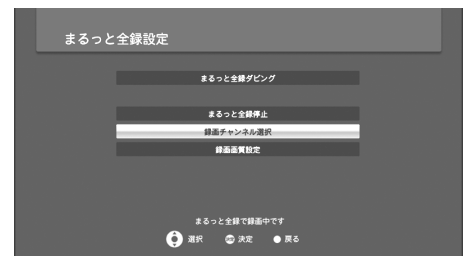 まるっと全録設定
まるっと全録ダビング
まるっと全録停止
録画チャンネル選択
録画画質設定
まるっと全録で録画中です
選択 決定 戻る